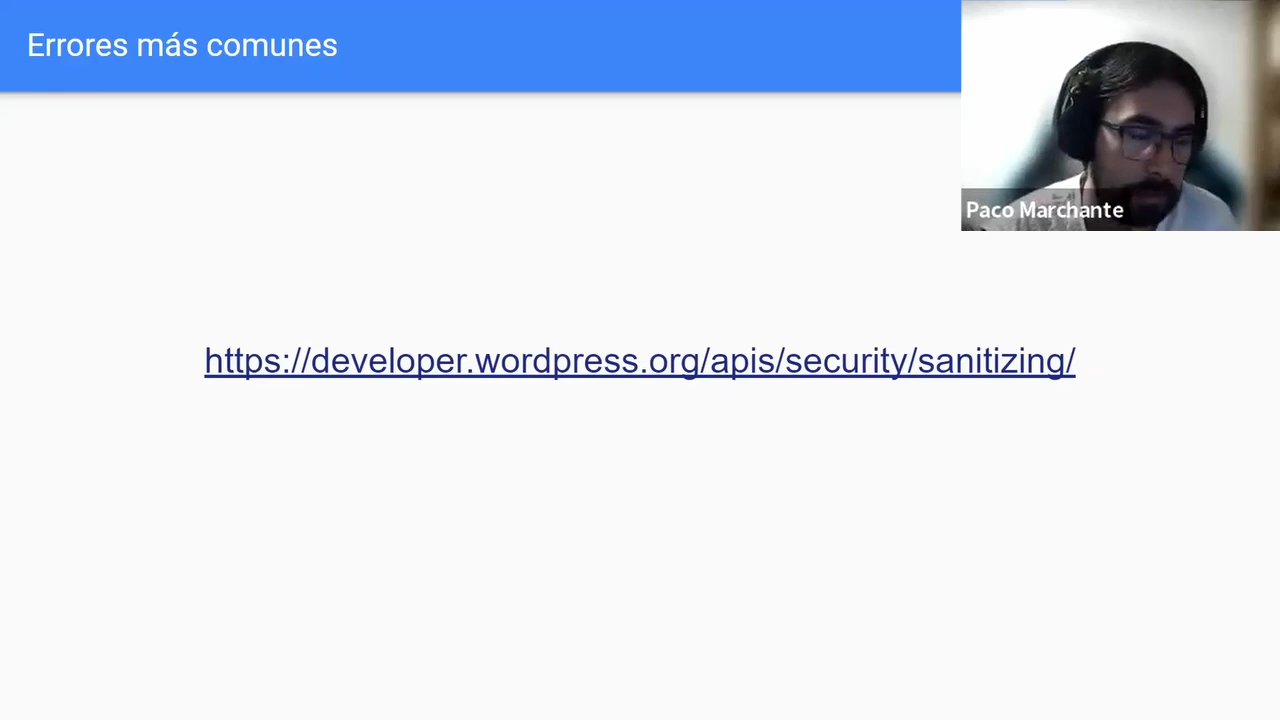 Errores más comunes
Paco Marchante
https://developer.wordpress.org/apis/security/sanitizing/